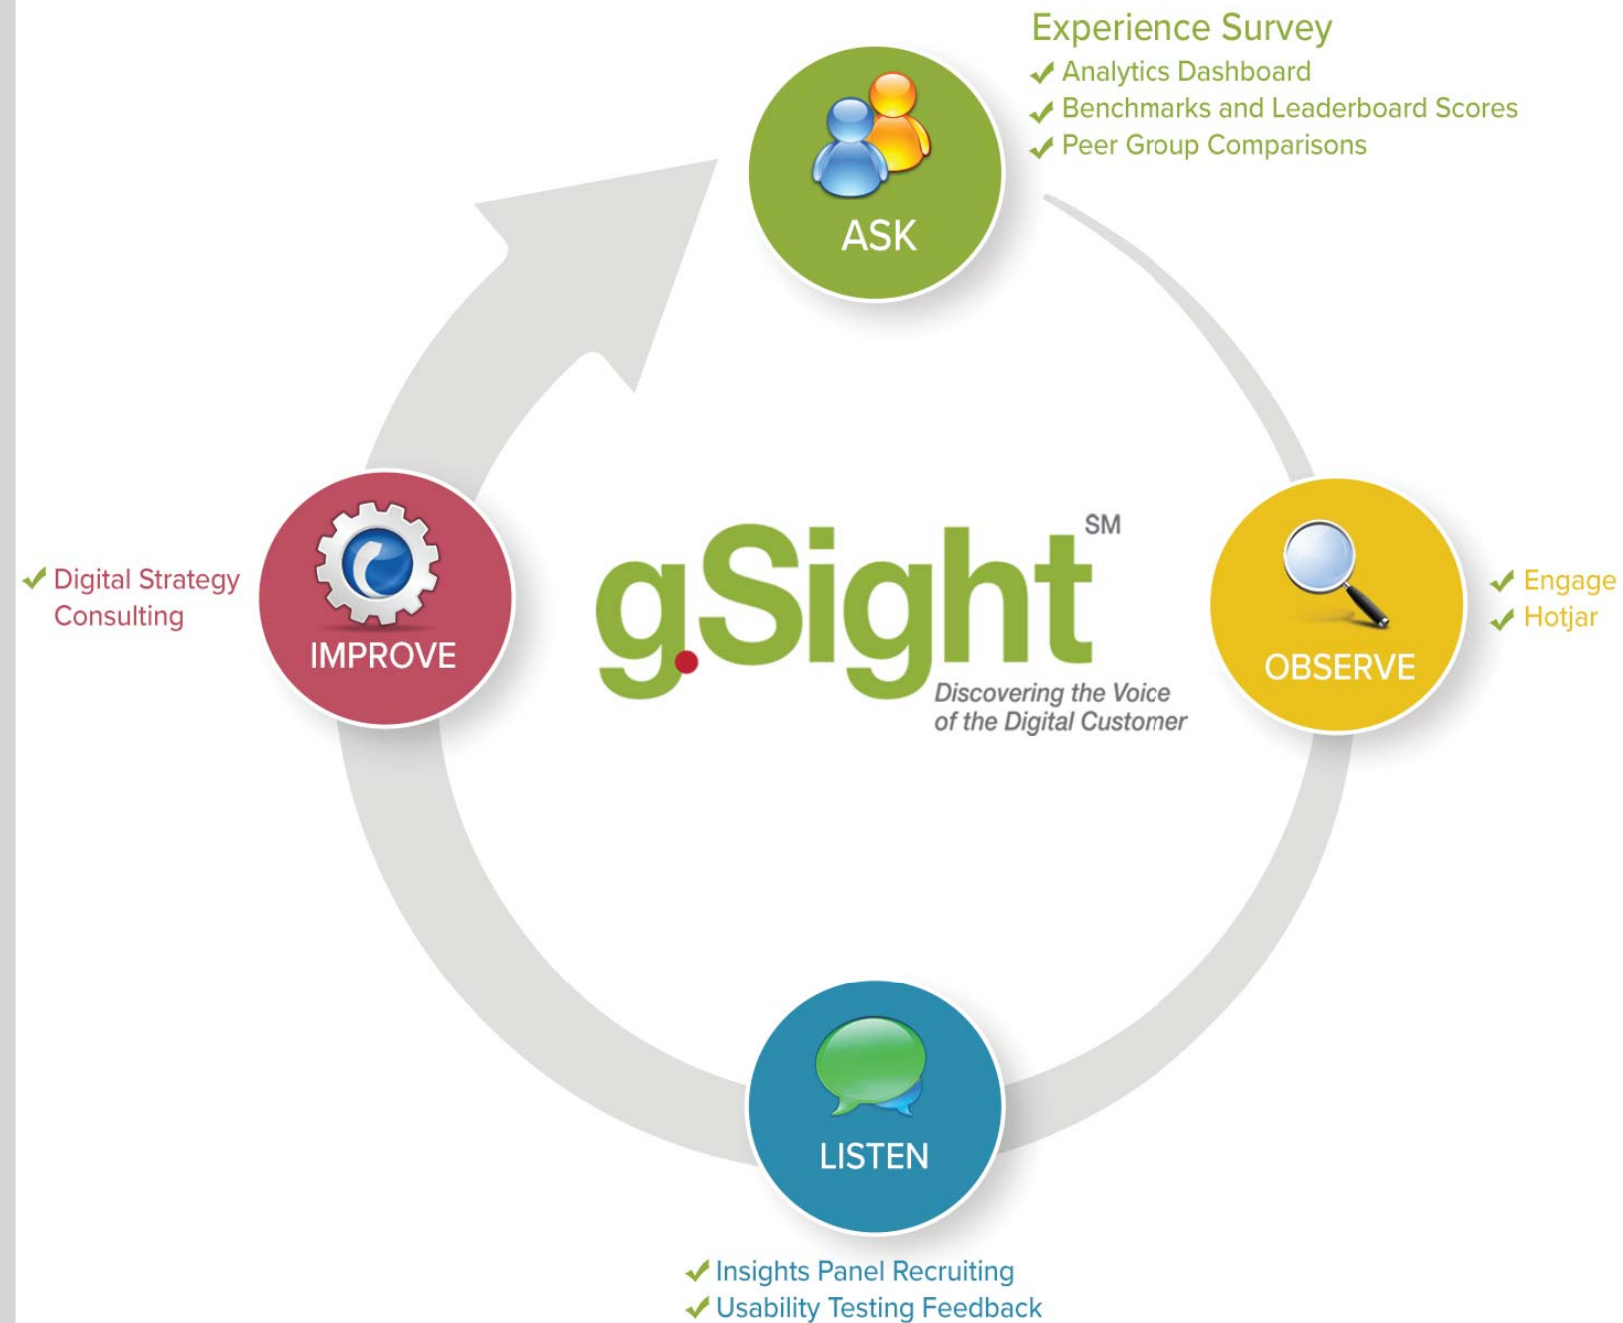 Experience Survey
Analytics Dashboard
Benchmarks and Leaderboard Scores
Peer Group Comparisons
ASK
Engage
Hotjar
OBSERVE
Insights Panel Recruiting
Usability Testing Feedback
LISTEN
Digital Strategy
Consulting
IMPROVE
g.Sight SM
Discovering the Voice
of the Digital Customer